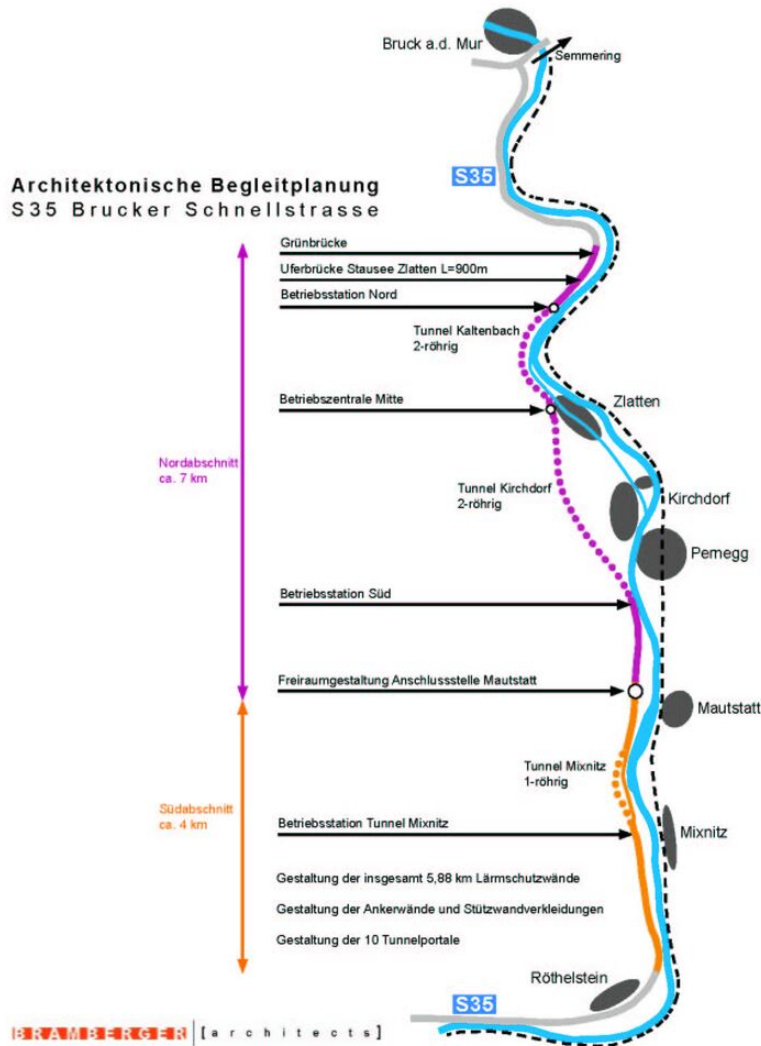 Bruck a.d. Mur
Semmering
S35
Architektonische Begleitplanung
S35 Brucker Schnellstrasse
Grünbrücke
Uferbrücke Stausee Zlatten L=900m
Betriebsstation Nord
Tunnel Kaltenbach
2-röhrig
Betriebszentrale Mitte
Zlatten
Nordabschnitt
ca. 7 km
Tunnel Kirchdorf
2-röhrig
Kirchdorf
Pernegg
Betriebsstation Süd
Freiraumgestaltung Anschlussstelle Mautstatt
Mautstatt
Tunnel Mixnitz
1-röhrig
Südabschnitt
ca. 4 km
Betriebsstation Tunnel Mixnitz
Mixnitz
Gestaltung der insgesamt 5,88 km Lärmschutzwände
Gestaltung der Ankerwände und Stützwandverkleidungen
Gestaltung der 10 Tunnelportale
Röthelstein
S35
BRAMBERGER [architects]